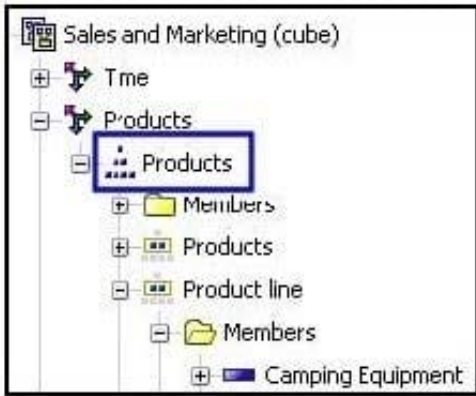 Sales and Marketing (cube)
Tme
Products
Products
Members
Products
Product line
Members
Camping Equipment